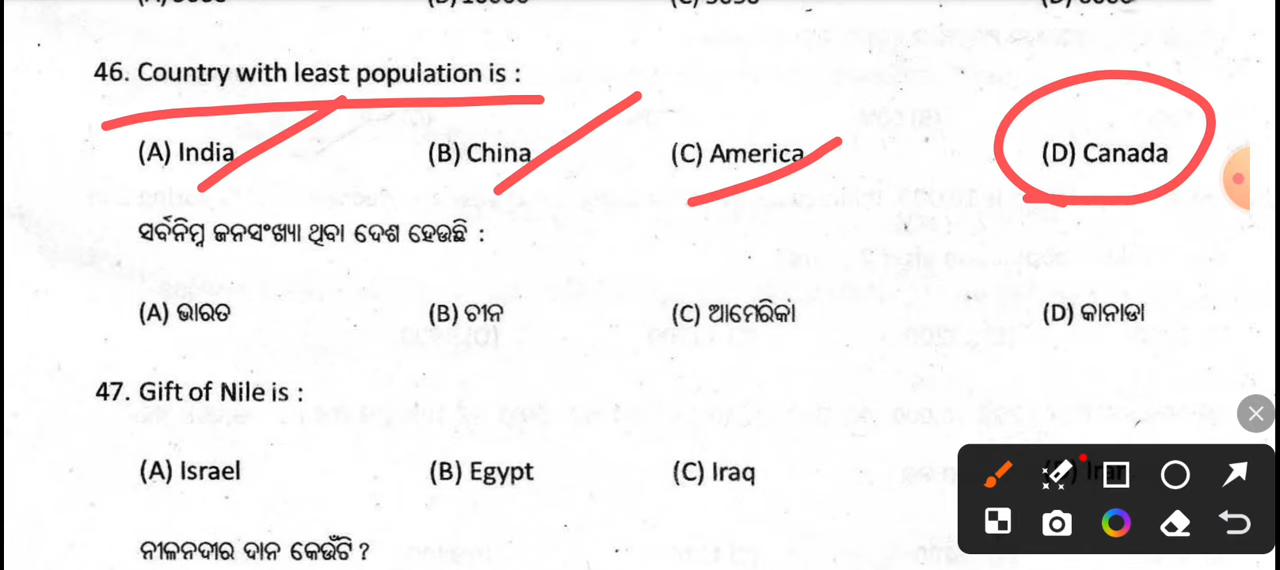 46. Country with least population is :
(A) India (B) China (C) America (D) Canada
ସର୍ବନିମ୍ନ ଜନସଂଖ୍ୟା ଥିବା ଦେଶ ହେଉଛି :
(A) ଭାରତ (B) ଚୀନ (C) ଆମେରିକା (D) କାନାଡା
47. Gift of Nile is :
(A) Israel (B) Egypt (C) Iraq
ନୀଳନଦୀର ଦାନ କେଉଁଟି ?